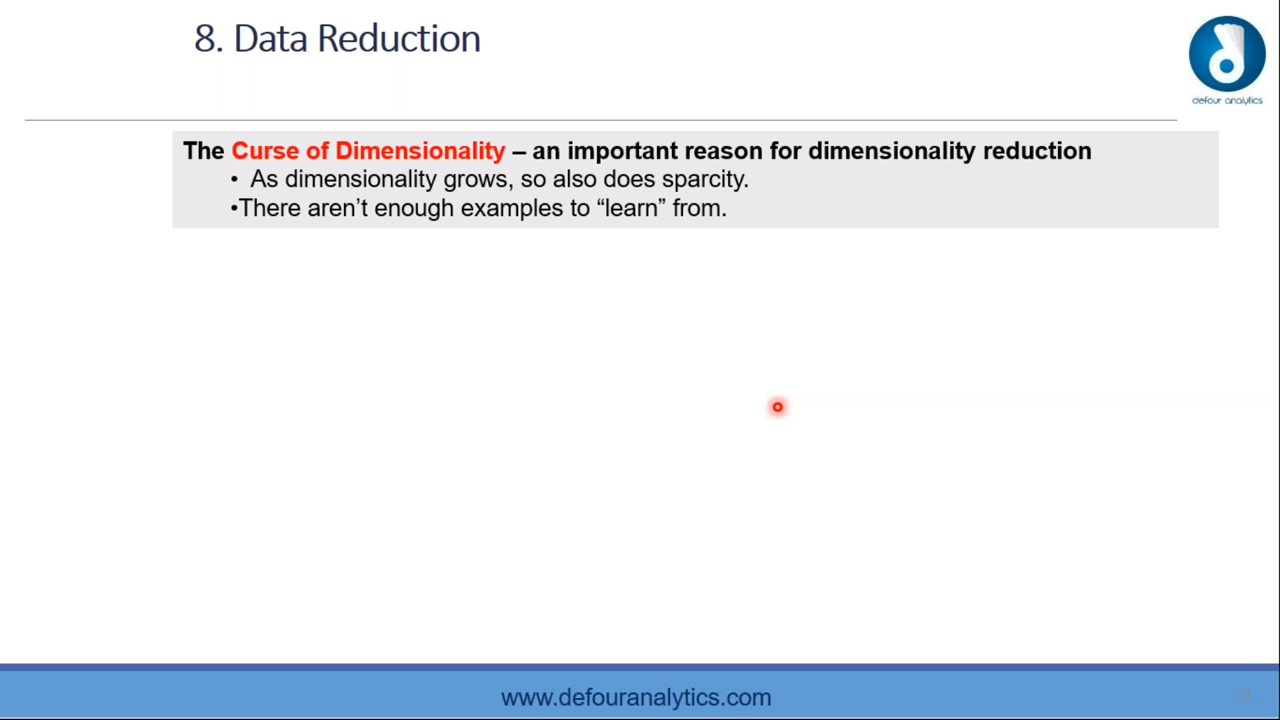 8. Data Reduction
defour analytics
The Curse of Dimensionality – an important reason for dimensionality reduction
• As dimensionality grows, so also does sparcity.
•There aren’t enough examples to “learn” from.
www.defouranalytics.com